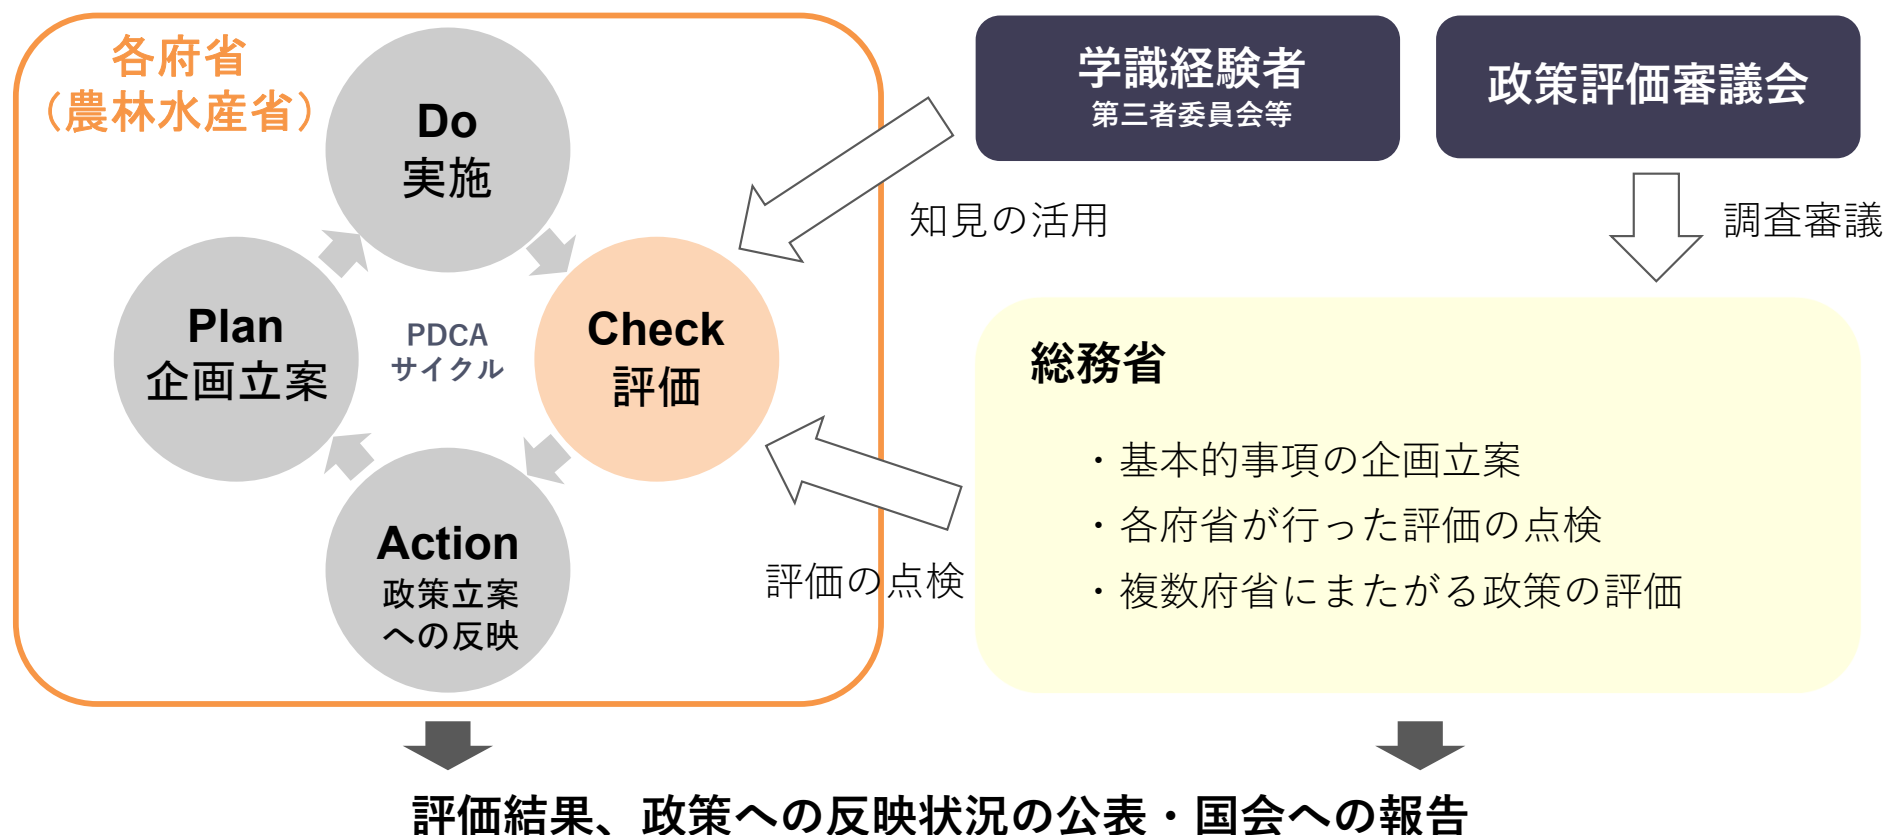 各府省
（農林水産省）
Do
実施
Plan
企画立案
PDCA
サイクル
Check
評価
Action
政策立案
への反映
学識経験者
第三者委員会等
政策評価審議会
知見の活用
調査審議
総務省
・基本的事項の企画立案
・各府省が行った評価の点検
・複数府省にまたがる政策の評価
評価の点検
評価結果、政策への反映状況の公表・国会への報告